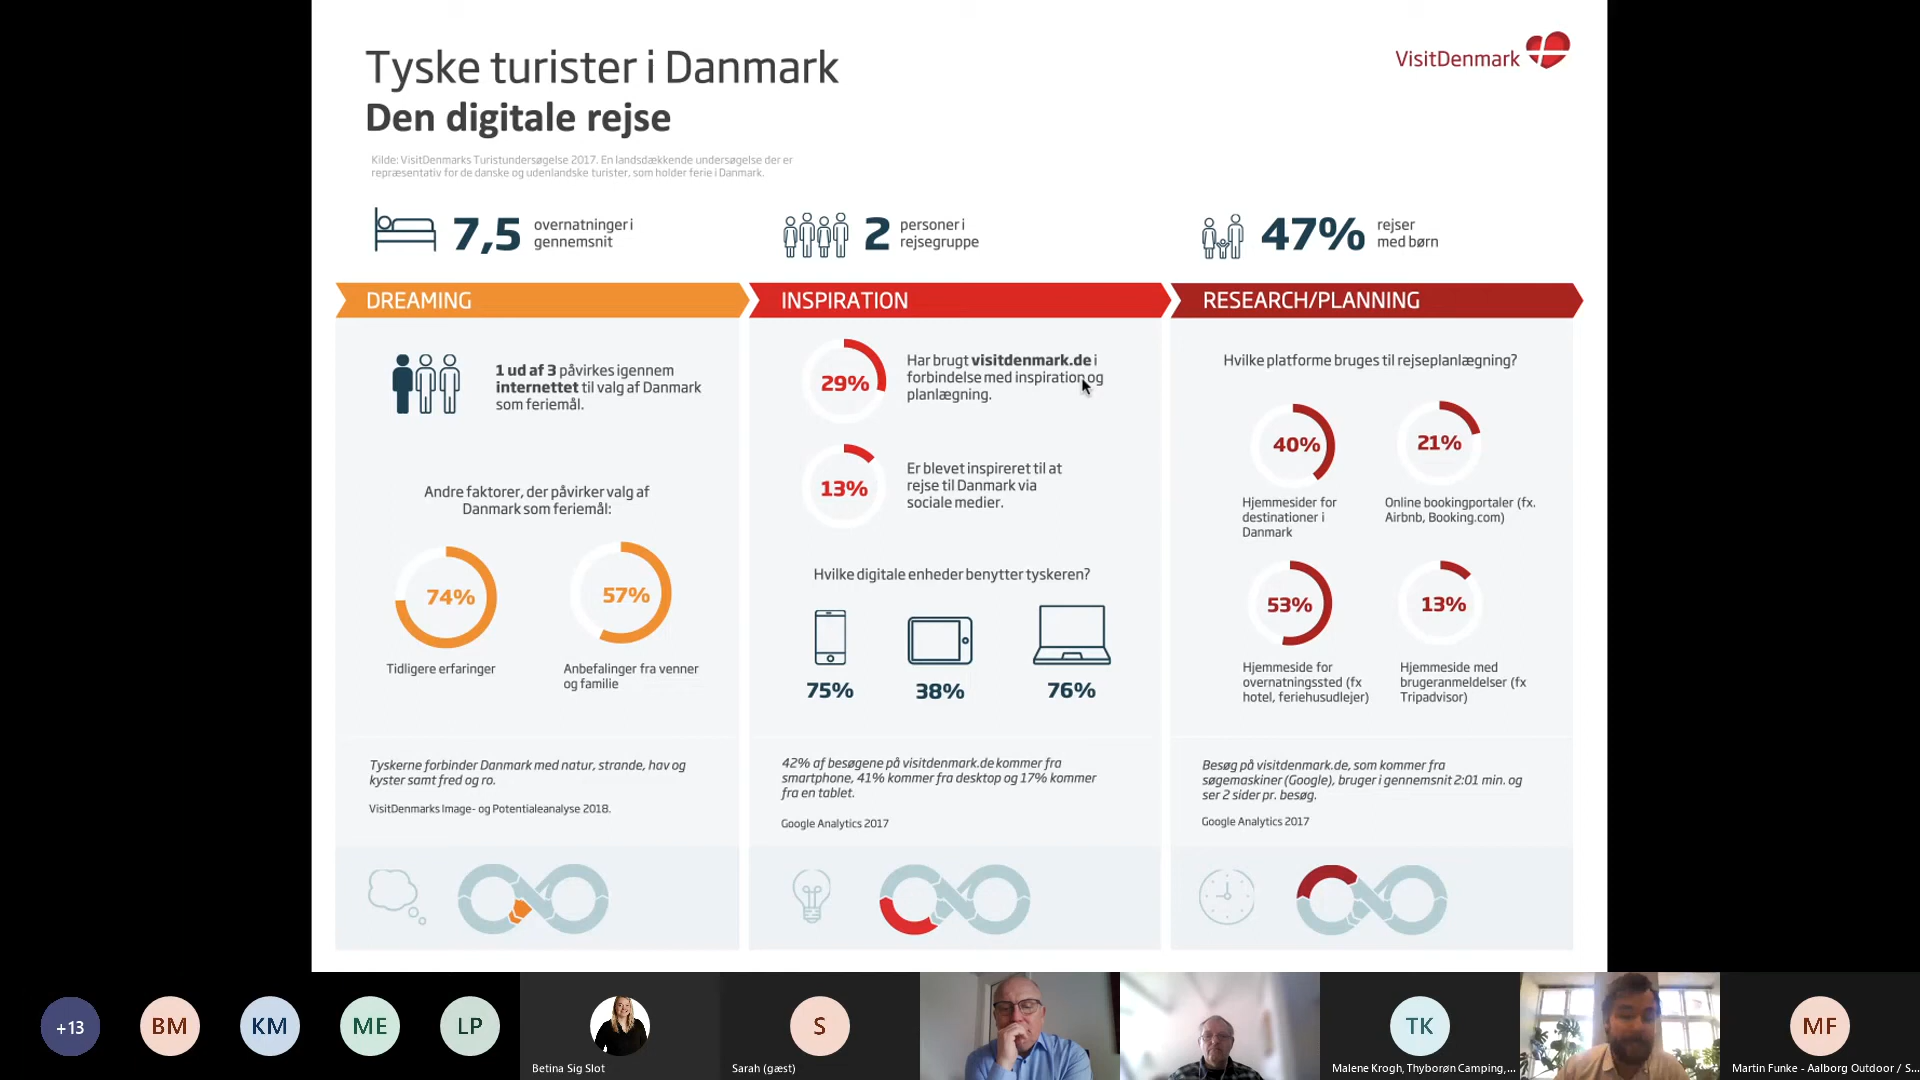 Tyske turister i Danmark
Den digitale rejse
VisitDenmark
Kilde: VisitDenmarks Turistundersøgelse 2017. En landsdækkende undersøgelse der er
repræsentativ for de danske og udenlandske turister, som holder ferie i Danmark.
7,5
overnatninger i
gennemsnit
2
personer i
rejsegruppe
47%
rejser
med børn
DREAMING
1 ud af 3 påvirkes igennem
internettet til valg af Danmark
som feriemål.
Andre faktorer, der påvirker valg af
Danmark som feriemål:
74%
57%
Tidligere erfaringer
Anbefalinger fra venner
og familie
Tyskerne forbinder Danmark med natur, strande, hav og
kyster samt fred og ro.
VisitDenmarks Image- og Potentialeanalyse 2018.
INSPIRATION
29%
Har brugt visitdenmark.de i
forbindelse med inspiration og
planlægning.
13%
Er blevet inspireret til at
rejse til Danmark via
sociale medier.
Hvilke digitale enheder benytter tyskeren?
75%
38%
76%
42% af besøgene på visitdenmark.de kommer fra
smartphone, 41% kommer fra desktop og 17% kommer
fra en tablet.
Google Analytics 2017
RESEARCH/PLANNING
Hvilke platforme bruges til rejseplanlægning?
40%
21%
Hjemmesider for
destinationer i
Danmark
Online bookingportaler (fx.
Airbnb, Booking.com)
53%
13%
Hjemmeside for
overnatningssted (fx
hotel, feriehusudlejer)
Hjemmeside med
brugeranmeldelser (fx
Tripadvisor)
Besøg på visitdenmark.de, som kommer fra
søgemaskiner (Google), bruger i gennemsnit 2:01 min. og
ser 2 sider pr. besøg.
Google Analytics 2017
+13
BM
KM
ME
LP
Betina Sig Slot
S
Sarah (gæst)
TK
Malene Krogh, Thyborøn Camping,...
MF
Martin Funke - Aalborg Outdoor / S...